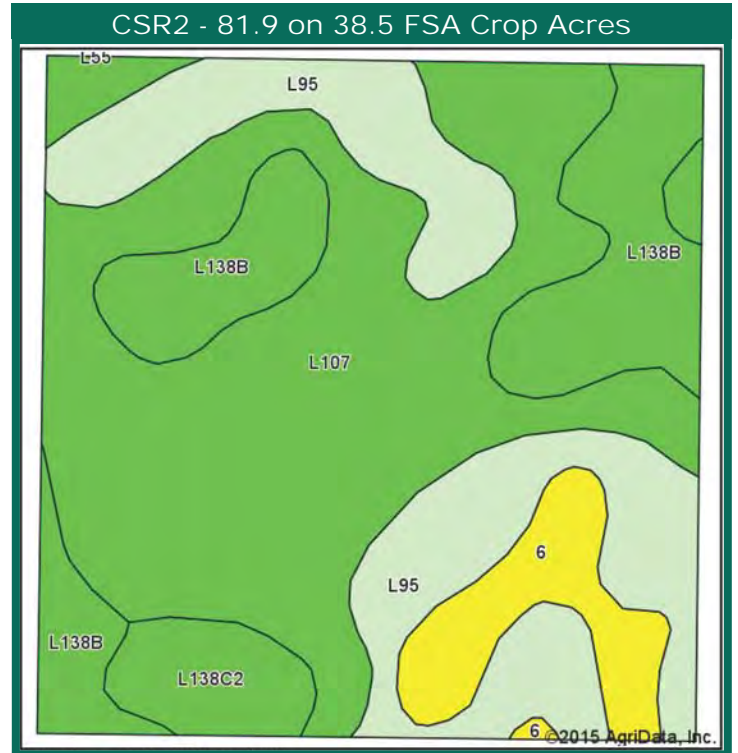 CSR2 - 81.9 on 38.5 FSA Crop Acres
L55
L95
L138B
L138B
L107
6
L95
L138B
L138C2
6
©2015 AgriData, Inc.